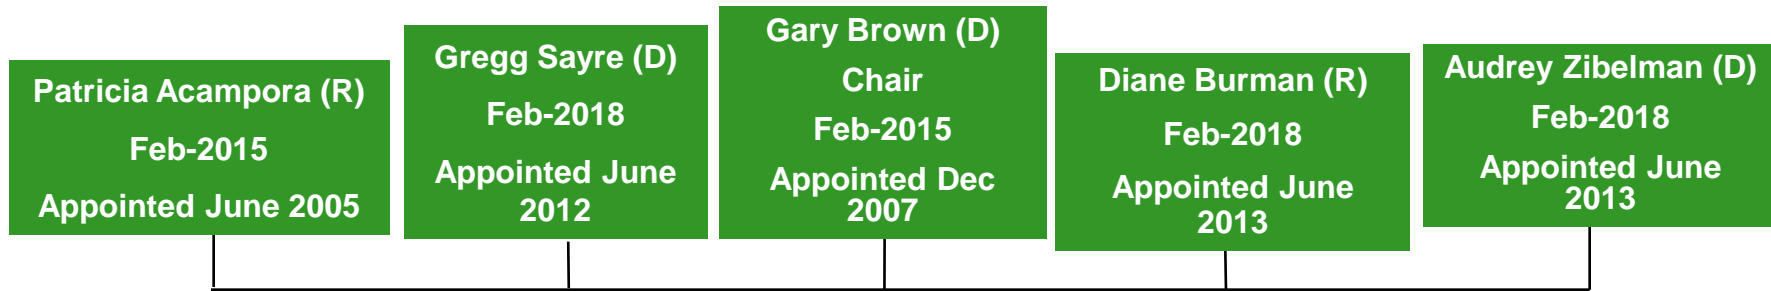 Patricia Acampora (R)
Feb-2015
Appointed June 2005
Gregg Sayre (D)
Feb-2018
Appointed June
2012
Gary Brown (D)
Chair
Feb-2015
Appointed Dec
2007
Diane Burman (R)
Feb-2018
Appointed June
2013
Audrey Zibelman (D)
Feb-2018
Appointed June
2013